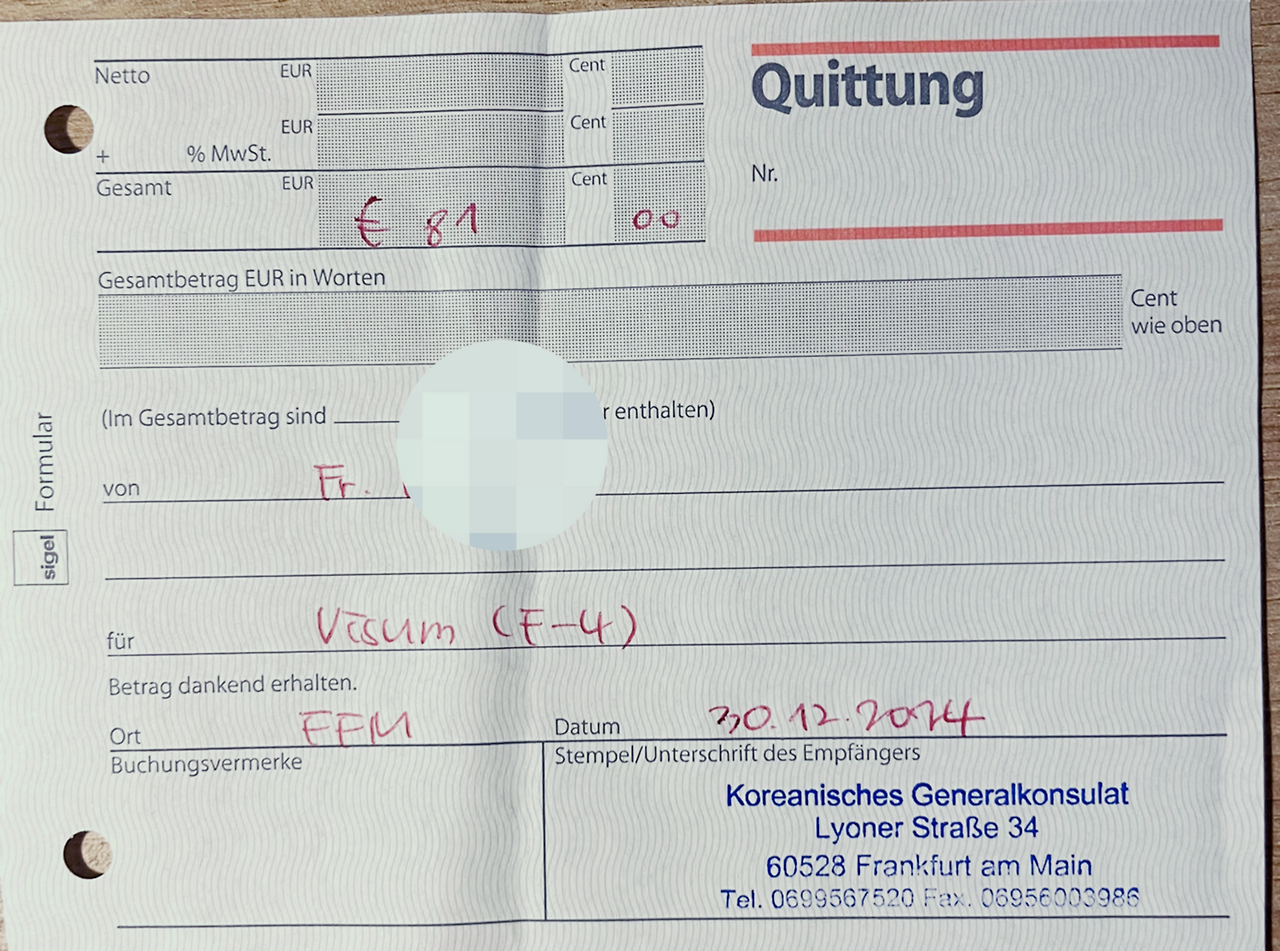 Netto EUR Cent
EUR Cent
+ % MwSt.
Gesamt EUR € 81 Cent 00
Quittung
Nr.
Gesamtbetrag EUR in Worten
Cent
wie oben
(Im Gesamtbetrag sind r enthalten)
von Fr.
für Visum (F-4)
Betrag dankend erhalten.
Ort FFM Datum 30.12.2024
Buchungsvermerke
Stempel/Unterschrift des Empfängers
Koreanisches Generalkonsulat
Lyoner Straße 34
60528 Frankfurt am Main
Tel. 0699567520 Fax. 06956003986
sigel Formular